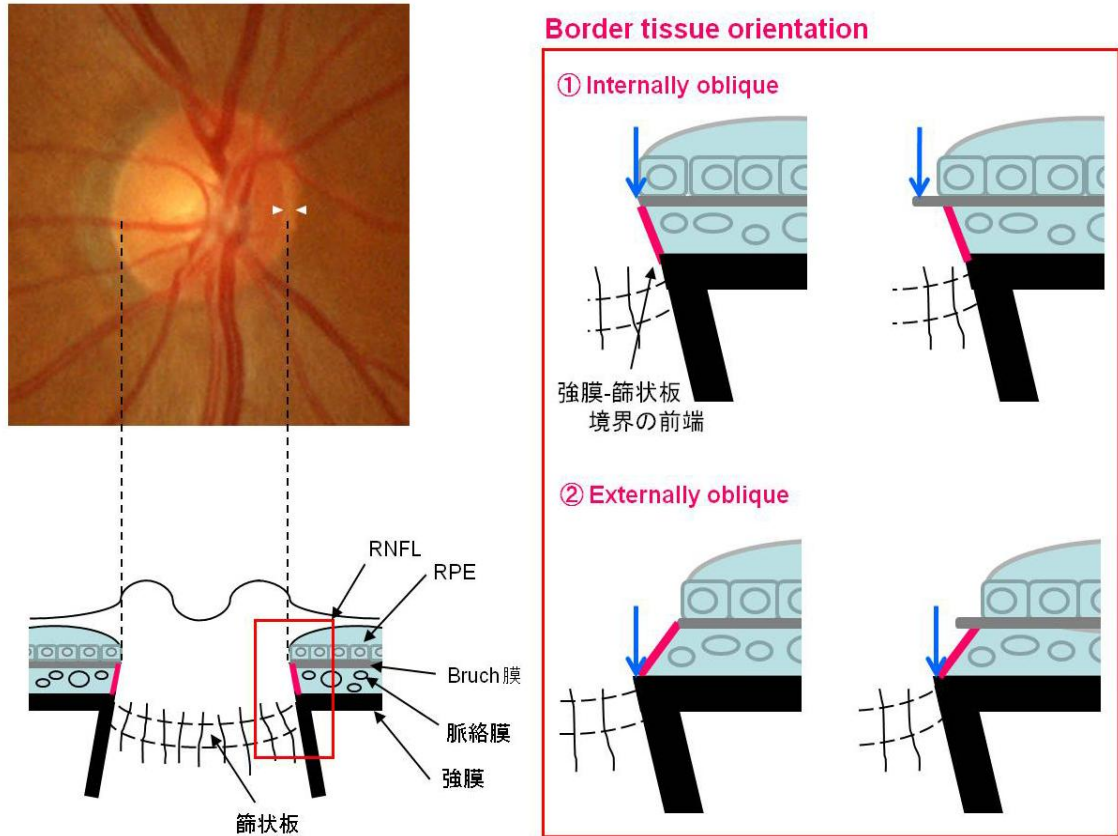 Border tissue orientation
① Internally oblique
強膜-篩状板
境界の前端
② Externally oblique
RNFL
RPE
Bruch膜
脈絡膜
強膜
篩状板